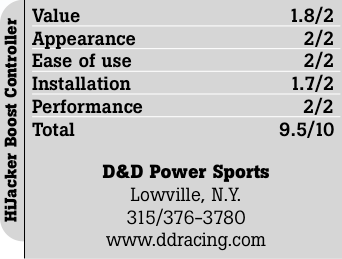 HiJacker Boost Controller
Value 1.8/2
Appearance 2/2
Ease of use 2/2
Installation 1.7/2
Performance 2/2
Total 9.5/10
D&D Power Sports
Lowville, N.Y.
315/376-3780
www.ddracing.com